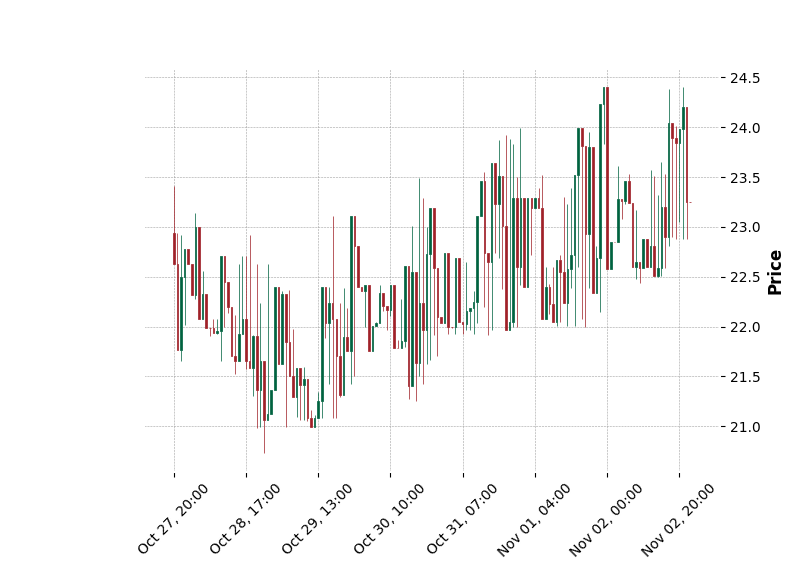 24.5
24.0
23.5
23.0
22.5
22.0
21.5
21.0
Price
Oct 27, 20:00
Oct 28, 17:00
Oct 29, 13:00
Oct 30, 10:00
Oct 31, 07:00
Nov 01, 04:00
Nov 02, 00:00
Nov 02, 20:00